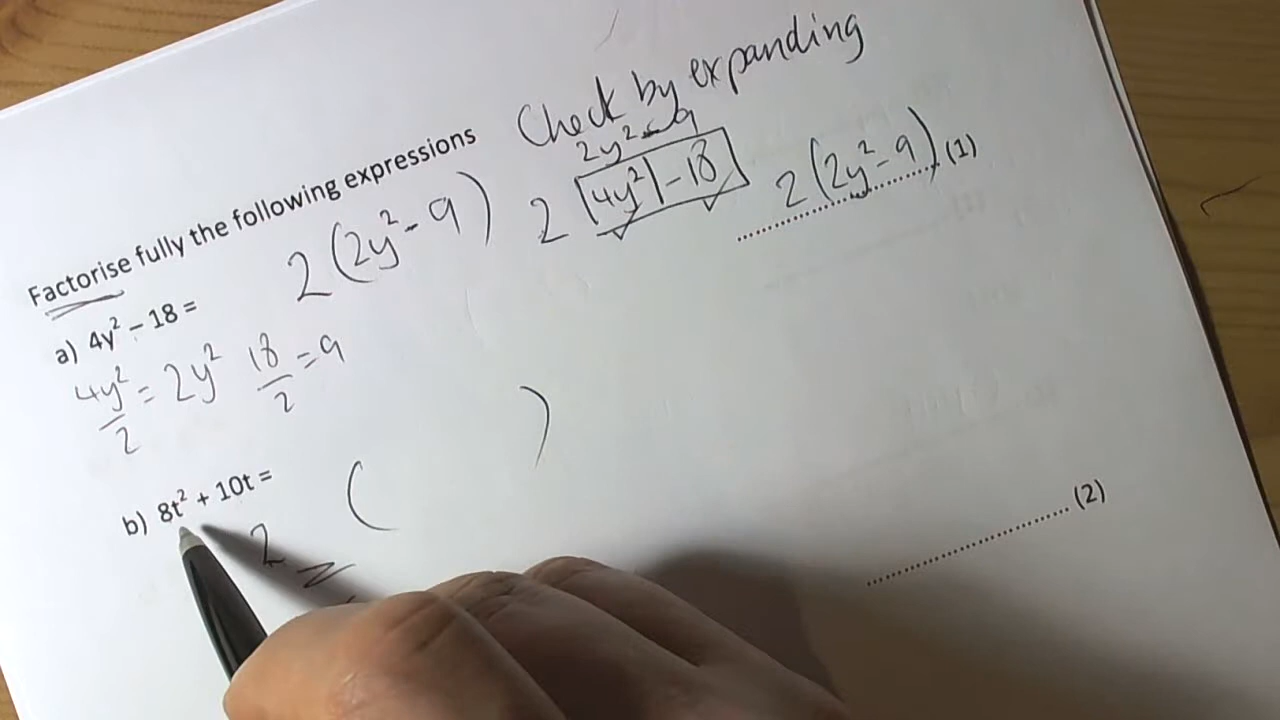 Check by expanding
Factorise fully the following expressions
2y² - 9
2(2y² - 9) 2 |4y²|-18 2(2y² - 9) (1)
a) 4y² – 18 =
4y²/2 = 2y² 18/2 = 9
( )
b) 8t² + 10t =
2
(2)